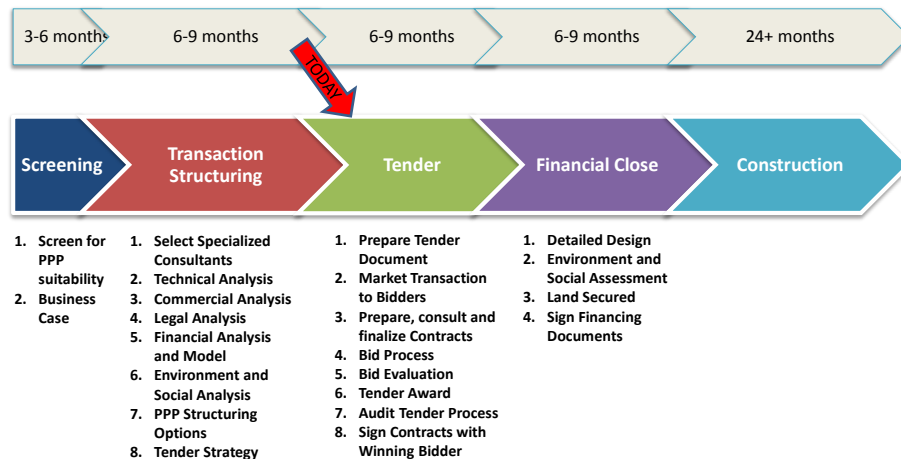 3-6 months
6-9 months
6-9 months
6-9 months
24+ months
TODAY
Screening
Transaction
Structuring
Tender
Financial Close
Construction
1. Screen for
PPP
suitability
2. Business
Case
1. Select Specialized
Consultants
2. Technical Analysis
3. Commercial Analysis
4. Legal Analysis
5. Financial Analysis
and Model
6. Environment and
Social Analysis
7. PPP Structuring
Options
8. Tender Strategy
1. Prepare Tender
Document
2. Market Transaction
to Bidders
3. Prepare, consult and
finalize Contracts
4. Bid Process
5. Bid Evaluation
6. Tender Award
7. Audit Tender Process
8. Sign Contracts with
Winning Bidder
1. Detailed Design
2. Environment and
Social Assessment
3. Land Secured
4. Sign Financing
Documents